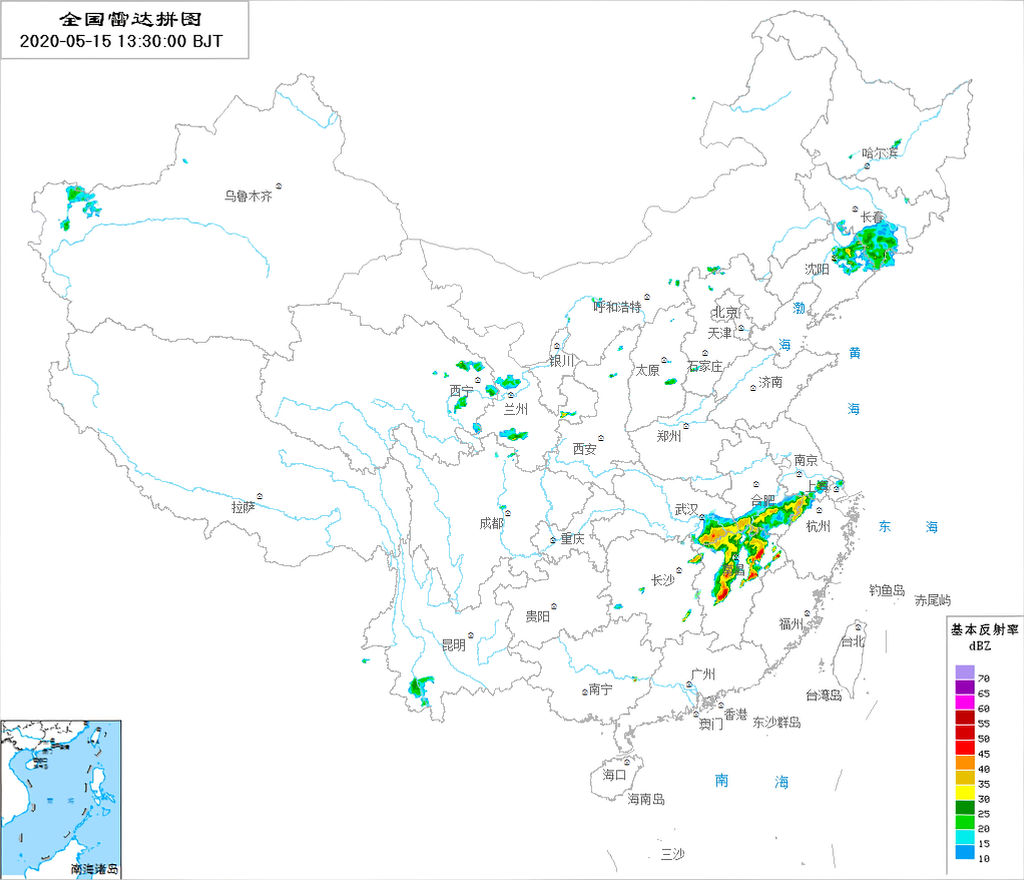 全国雷达拼图
2020-05-15 13:30:00 BJT
哈尔滨
乌鲁木齐
长春
沈阳
呼和浩特
北京
渤
天津
海
黄
银川
太原
石家庄
西宁
济南
兰州
海
郑州
西安
南京
上海
拉萨
合肥
武汉
成都
杭州
东 海
重庆
南昌
长沙
钓鱼岛
赤尾屿
贵阳
福州
基本反射率
dBZ
昆明
台北
广州
南宁
台湾岛
香港
澳门
东沙群岛
70
65
60
55
50
45
40
35
30
25
20
15
10
海口
南 海
海南岛
三沙
南 海
南海诸岛